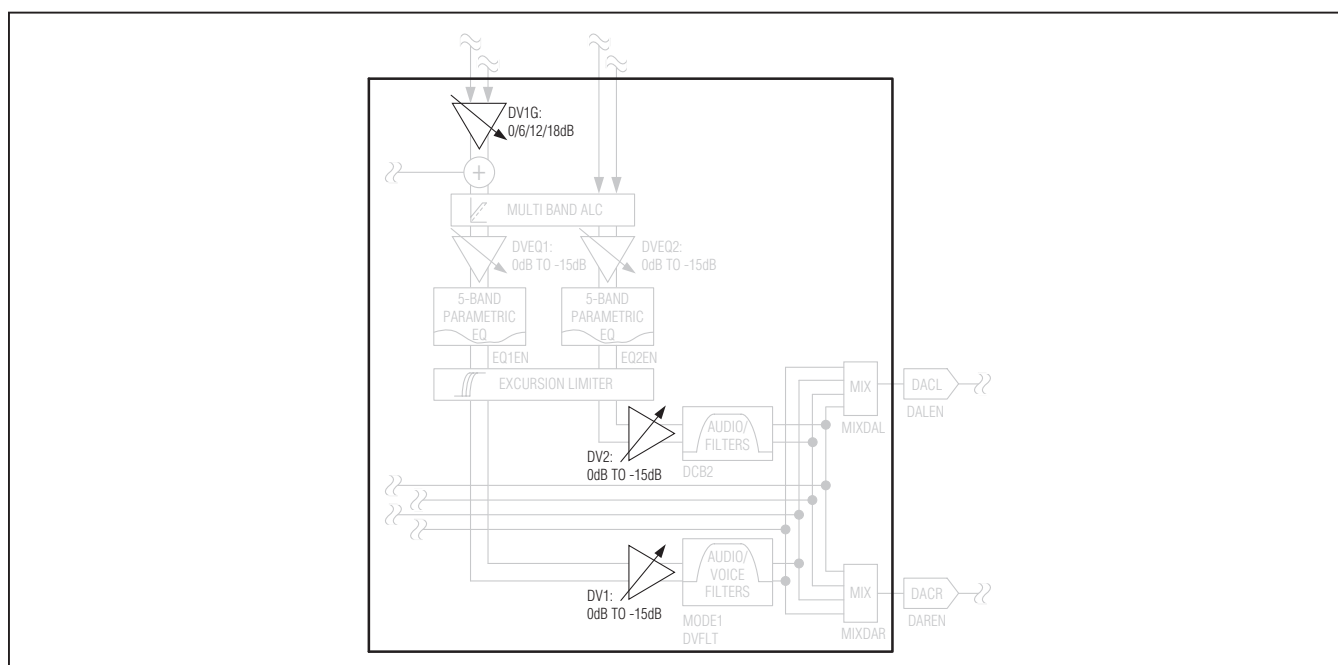 DV1G:
0/6/12/18dB
+
MULTI BAND ALC
DVEQ1:
0dB TO -15dB
DVEQ2:
0dB TO -15dB
5-BAND
PARAMETRIC
EQ
5-BAND
PARAMETRIC
EQ
EQ1EN
EQ2EN
EXCURSION LIMITER
MIX
DACL
DALEN
MIXDAL
AUDIO/
FILTERS
DV2:
0dB TO -15dB
DCB2
AUDIO/
VOICE
FILTERS
DV1:
0dB TO -15dB
MODE1
DVFLT
MIX
DACR
DAREN
MIXDAR